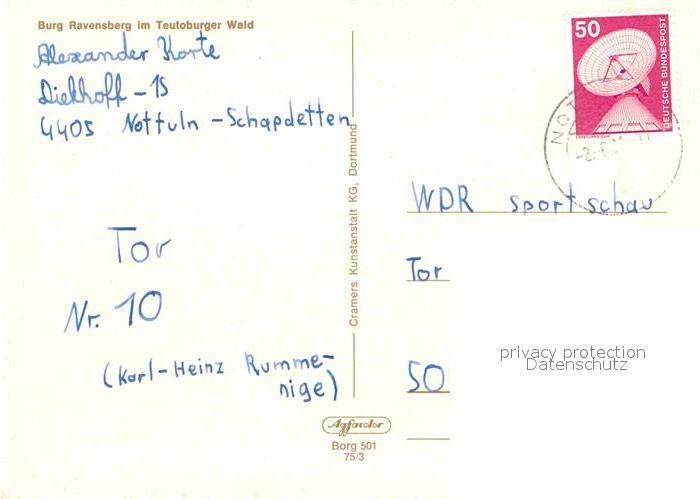 Burg Ravensberg im Teutoburger Wald
Alexander Korte
Diekhoff - 15
4405 Nottuln - Schapdetten
Tor
Nr. 10
(Karl-Heinz Rumme-
nige)
Cramers Kunstanstalt KG, Dortmund
Agfacolor
Borg 501
75/3
50
DEUTSCHE BUNDESPOST
WDR sportschau
Tor
50
privacy protection
Datenschutz